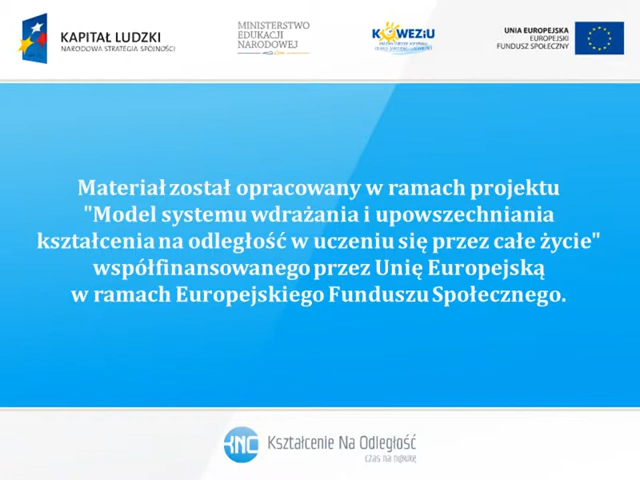 KAPITAŁ LUDZKI
NARODOWA STRATEGIA SPÓJNOŚCI
MINISTERSTWO
EDUKACJI
NARODOWEJ
KOWEZiU
UNIA EUROPEJSKA
EUROPEJSKI
FUNDUSZ SPOŁECZNY
Materiał został opracowany w ramach projektu
"Model systemu wdrażania i upowszechniania
kształcenia na odległość w uczeniu się przez całe życie"
współfinansowanego przez Unię Europejską
w ramach Europejskiego Funduszu Społecznego.
KNO Kształcenie Na Odległość
czas na naukę